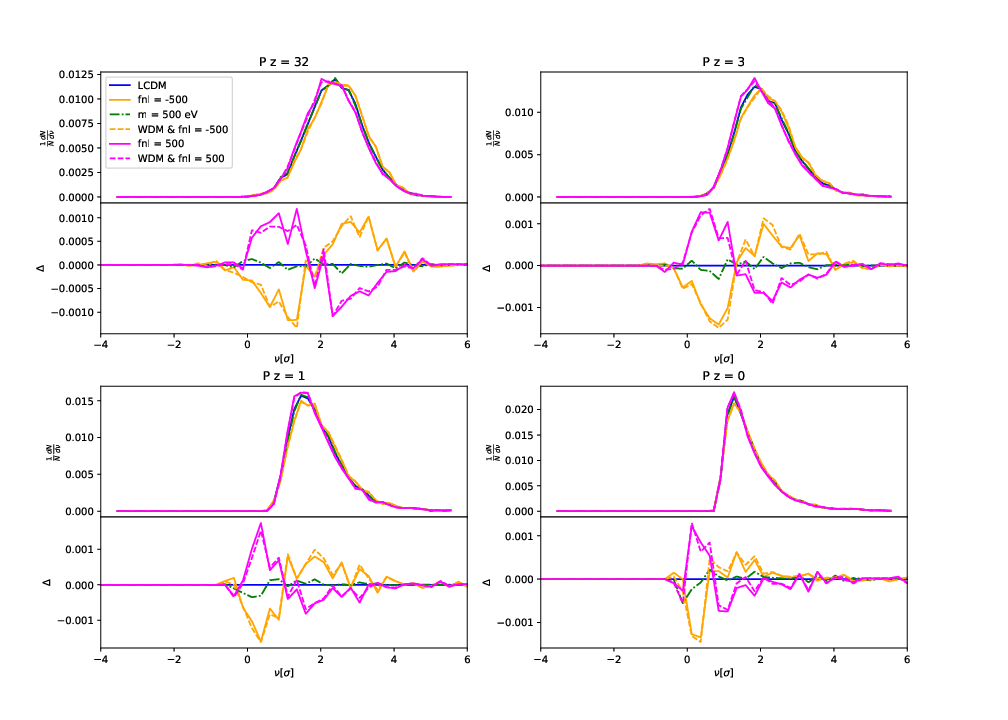 P z = 32
0.0125
0.0100
0.0075
0.0050
0.0025
0.0000
1 dN
N dν
LCDM
fnl = -500
m = 500 eV
WDM & fnl = -500
fnl = 500
WDM & fnl = 500
0.0010
0.0005
0.0000
−0.0005
−0.0010
Δ
−4 −2 0 2 4 6
ν[σ]
P z = 3
0.010
0.005
0.000
1 dN
N dν
0.001
0.000
−0.001
Δ
−4 −2 0 2 4 6
ν[σ]
P z = 1
0.015
0.010
0.005
0.000
1 dN
N dν
0.001
0.000
−0.001
Δ
−4 −2 0 2 4 6
ν[σ]
P z = 0
0.020
0.015
0.010
0.005
0.000
1 dN
N dν
0.001
0.000
−0.001
Δ
−4 −2 0 2 4 6
ν[σ]